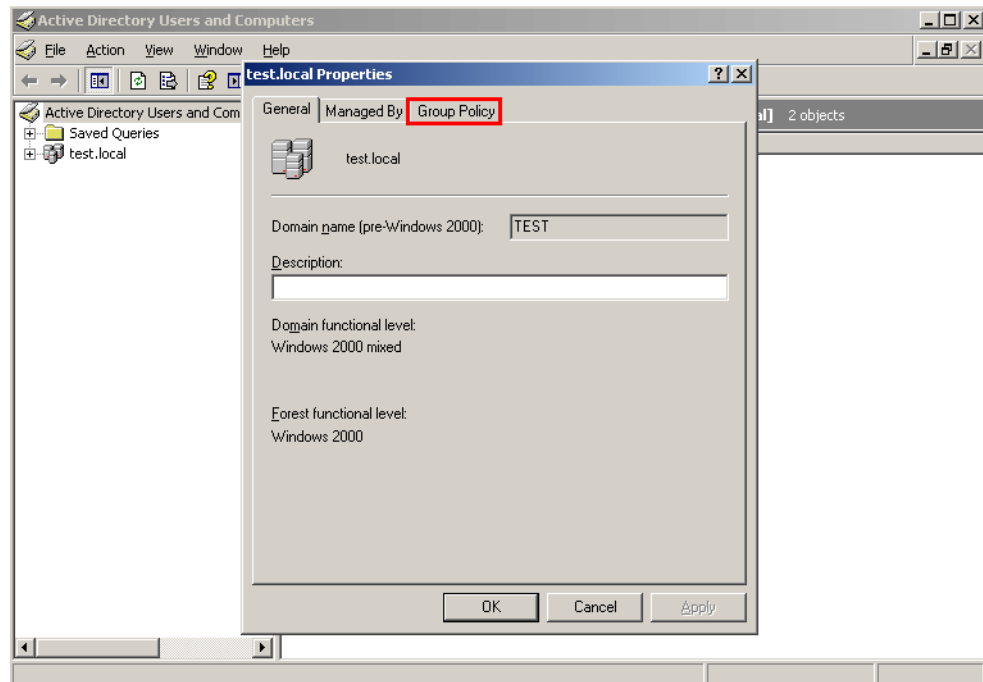 Active Directory Users and Computers
File Action View Window Help
test.local Properties
Active Directory Users and Com
al] 2 objects
Saved Queries
test.local
General Managed By Group Policy
test.local
Domain name (pre-Windows 2000): TEST
Description:
Domain functional level:
Windows 2000 mixed
Forest functional level:
Windows 2000
OK Cancel Apply